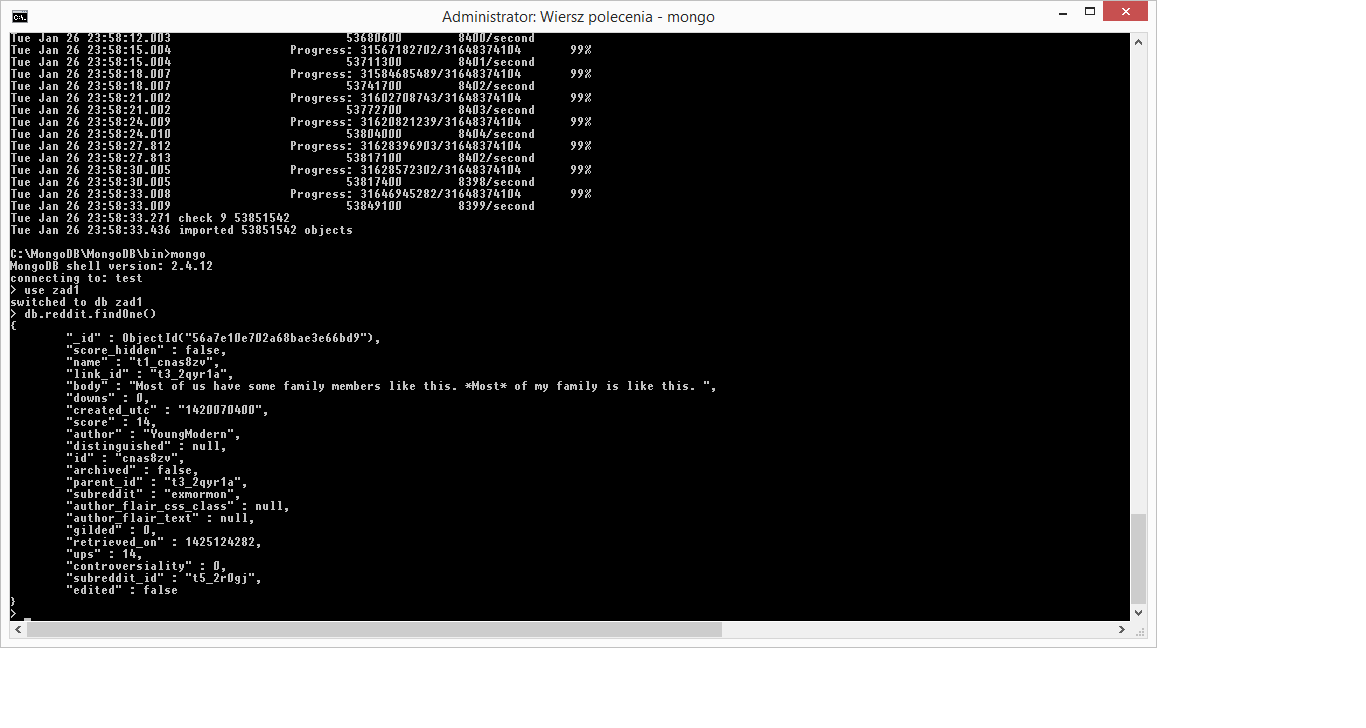 Administrator: Wiersz polecenia - mongo
Tue Jan 26 23:58:12.003 53680600 8400/second
Tue Jan 26 23:58:15.004 Progress: 31567182702/31648374104 99%
Tue Jan 26 23:58:15.004 53711300 8401/second
Tue Jan 26 23:58:18.007 Progress: 31584685489/31648374104 99%
Tue Jan 26 23:58:18.007 53741700 8402/second
Tue Jan 26 23:58:21.002 Progress: 31602708743/31648374104 99%
Tue Jan 26 23:58:21.002 53772700 8403/second
Tue Jan 26 23:58:24.009 Progress: 31620821239/31648374104 99%
Tue Jan 26 23:58:24.010 53804000 8404/second
Tue Jan 26 23:58:27.812 Progress: 31628396903/31648374104 99%
Tue Jan 26 23:58:27.813 53817100 8402/second
Tue Jan 26 23:58:30.005 Progress: 31628572302/31648374104 99%
Tue Jan 26 23:58:30.005 53817400 8398/second
Tue Jan 26 23:58:33.008 Progress: 31646945282/31648374104 99%
Tue Jan 26 23:58:33.009 53849100 8399/second
Tue Jan 26 23:58:33.271 check 9 53851542
Tue Jan 26 23:58:33.436 imported 53851542 objects
C:\MongoDB\MongoDB\bin>mongo
MongoDB shell version: 2.4.12
connecting to: test
> use zad1
switched to db zad1
> db.reddit.findOne()
{
"_id" : ObjectId("56a7e10e702a68bae3e66bd9"),
"score_hidden" : false,
"name" : "t1_cnas8zv",
"link_id" : "t3_2qyr1a",
"body" : "Most of us have some family members like this. *Most* of my family is like this. ",
"downs" : 0,
"created_utc" : "1420070400",
"score" : 14,
"author" : "YoungModern",
"distinguished" : null,
"id" : "cnas8zv",
"archived" : false,
"parent_id" : "t3_2qyr1a",
"subreddit" : "exmormon",
"author_flair_css_class" : null,
"author_flair_text" : null,
"gilded" : 0,
"retrieved_on" : 1425124282,
"ups" : 14,
"controversiality" : 0,
"subreddit_id" : "t5_2r0gj",
"edited" : false
}
>